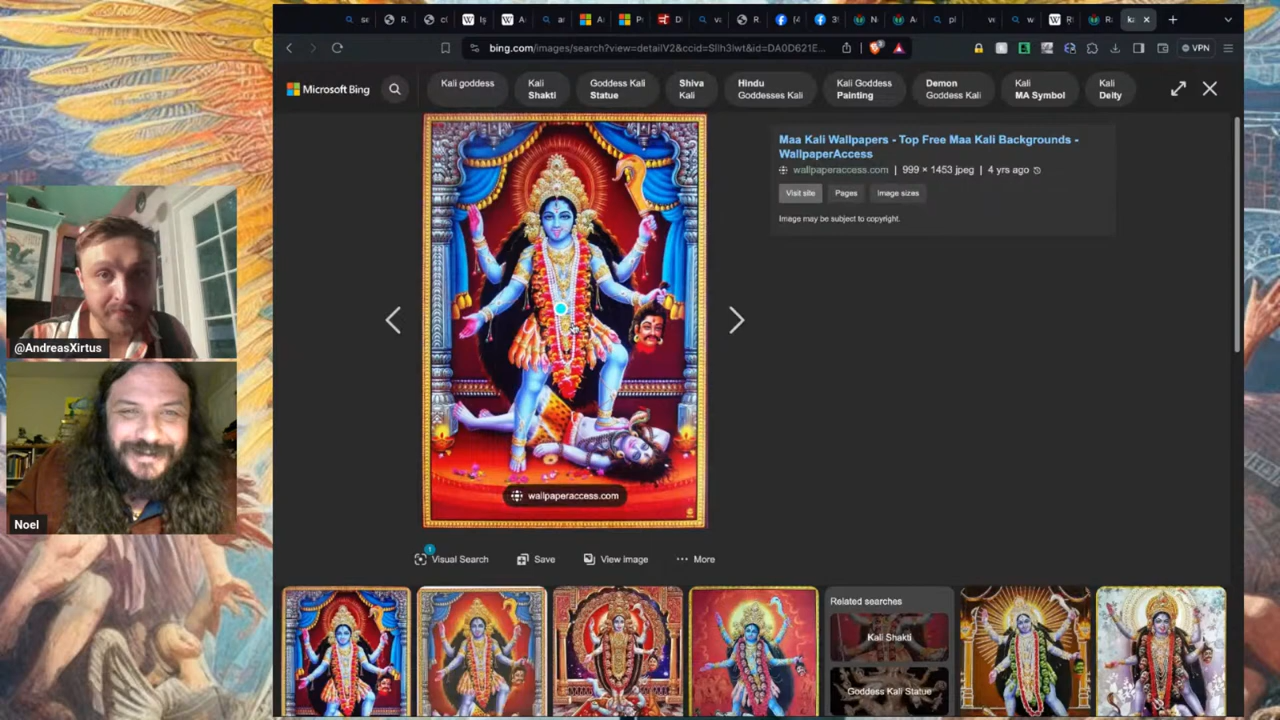 bing.com/images/search?view=detailV2&ccid=Slih3lwt&id=DA0D621E...
VPN
Microsoft Bing
Kali goddess
Kali
Shakti
Goddess Kali
Statue
Shiva
Kali
Hindu
Goddesses Kali
Kali Goddess
Painting
Demon
Goddess Kali
Kali
MA Symbol
Kali
Deity
Maa Kali Wallpapers - Top Free Maa Kali Backgrounds -
WallpaperAccess
wallpaperaccess.com | 999 × 1453 jpeg | 4 yrs ago
Visit site
Pages
Image sizes
Image may be subject to copyright.
@AndreasXirtus
Noel
wallpaperaccess.com
1
Visual Search
Save
View image
More
Related searches
Kali Shakti
Goddess Kali Statue